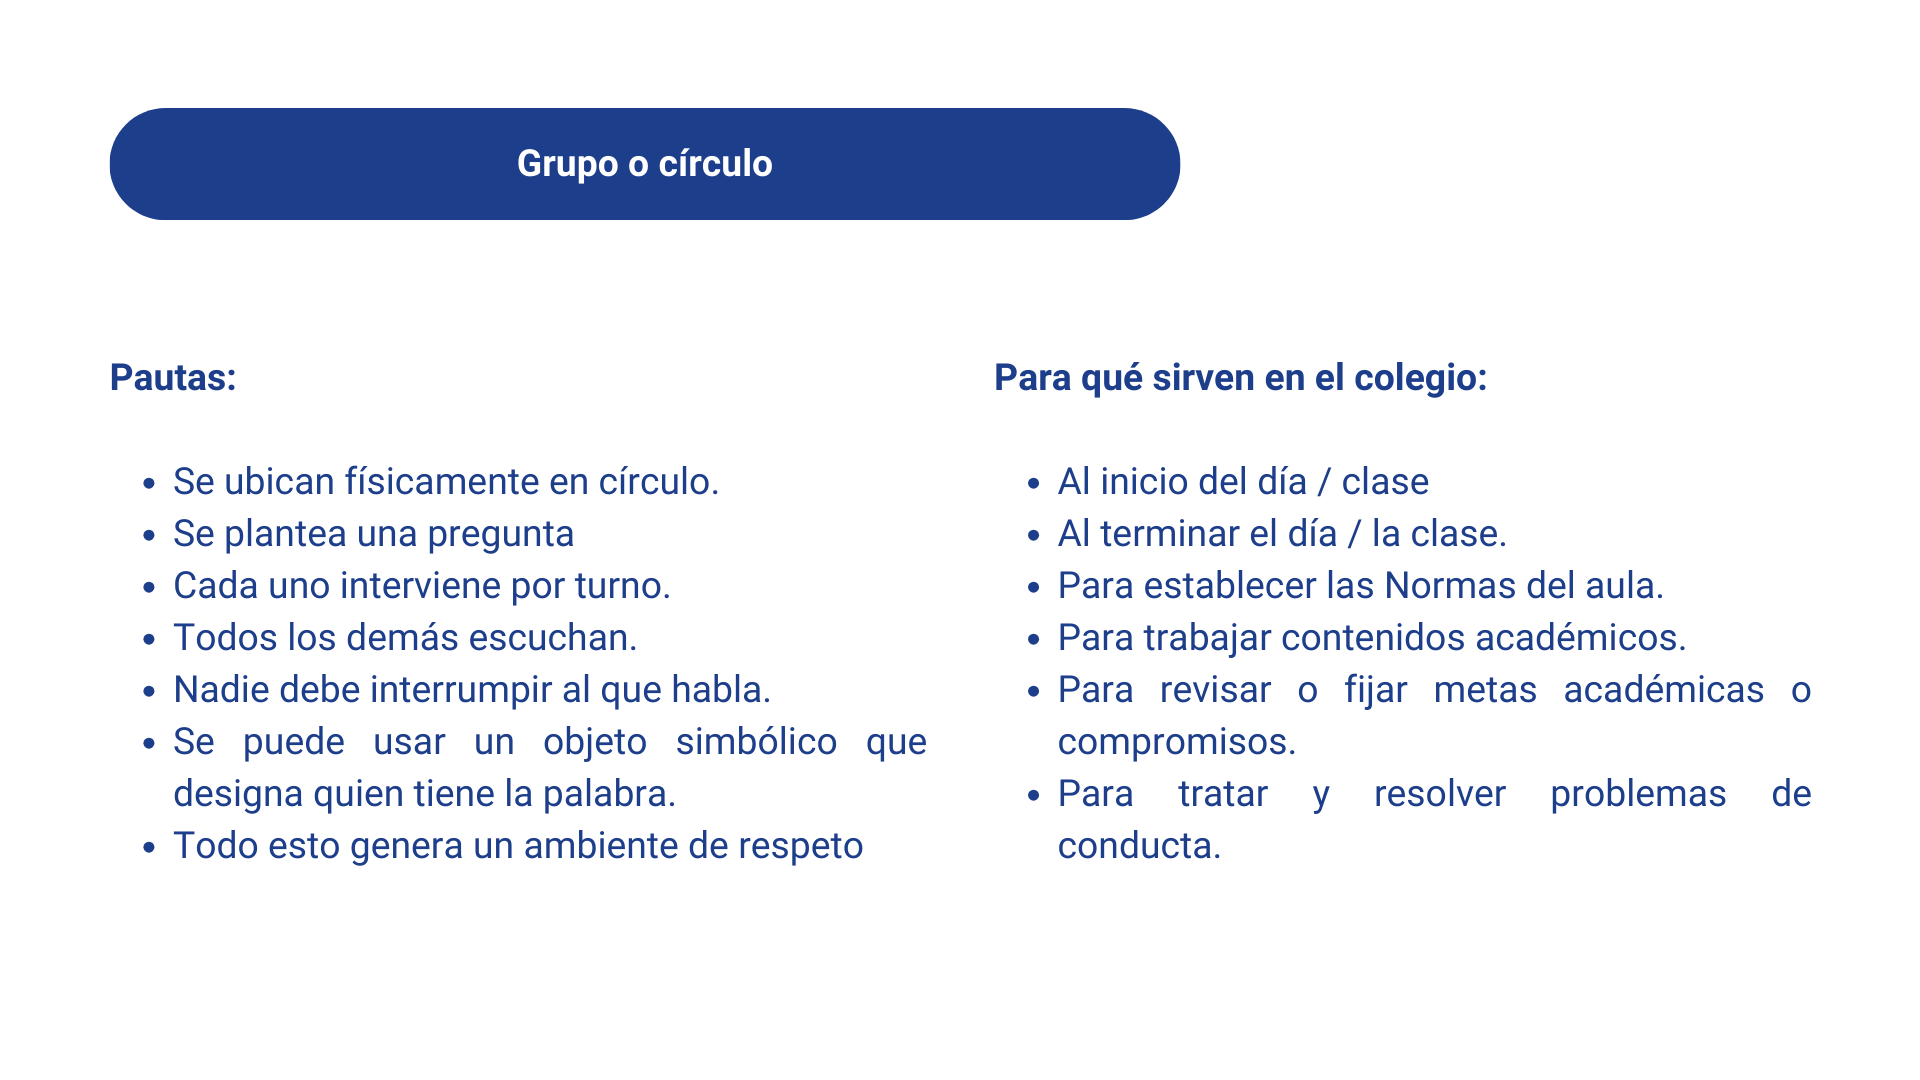 Grupo o círculo
Pautas:
• Se ubican físicamente en círculo.
• Se plantea una pregunta
• Cada uno interviene por turno.
• Todos los demás escuchan.
• Nadie debe interrumpir al que habla.
• Se puede usar un objeto simbólico que
designa quien tiene la palabra.
• Todo esto genera un ambiente de respeto
Para qué sirven en el colegio:
• Al inicio del día / clase
• Al terminar el día / la clase.
• Para establecer las Normas del aula.
• Para trabajar contenidos académicos.
• Para revisar o fijar metas académicas o
compromisos.
• Para tratar y resolver problemas de
conducta.